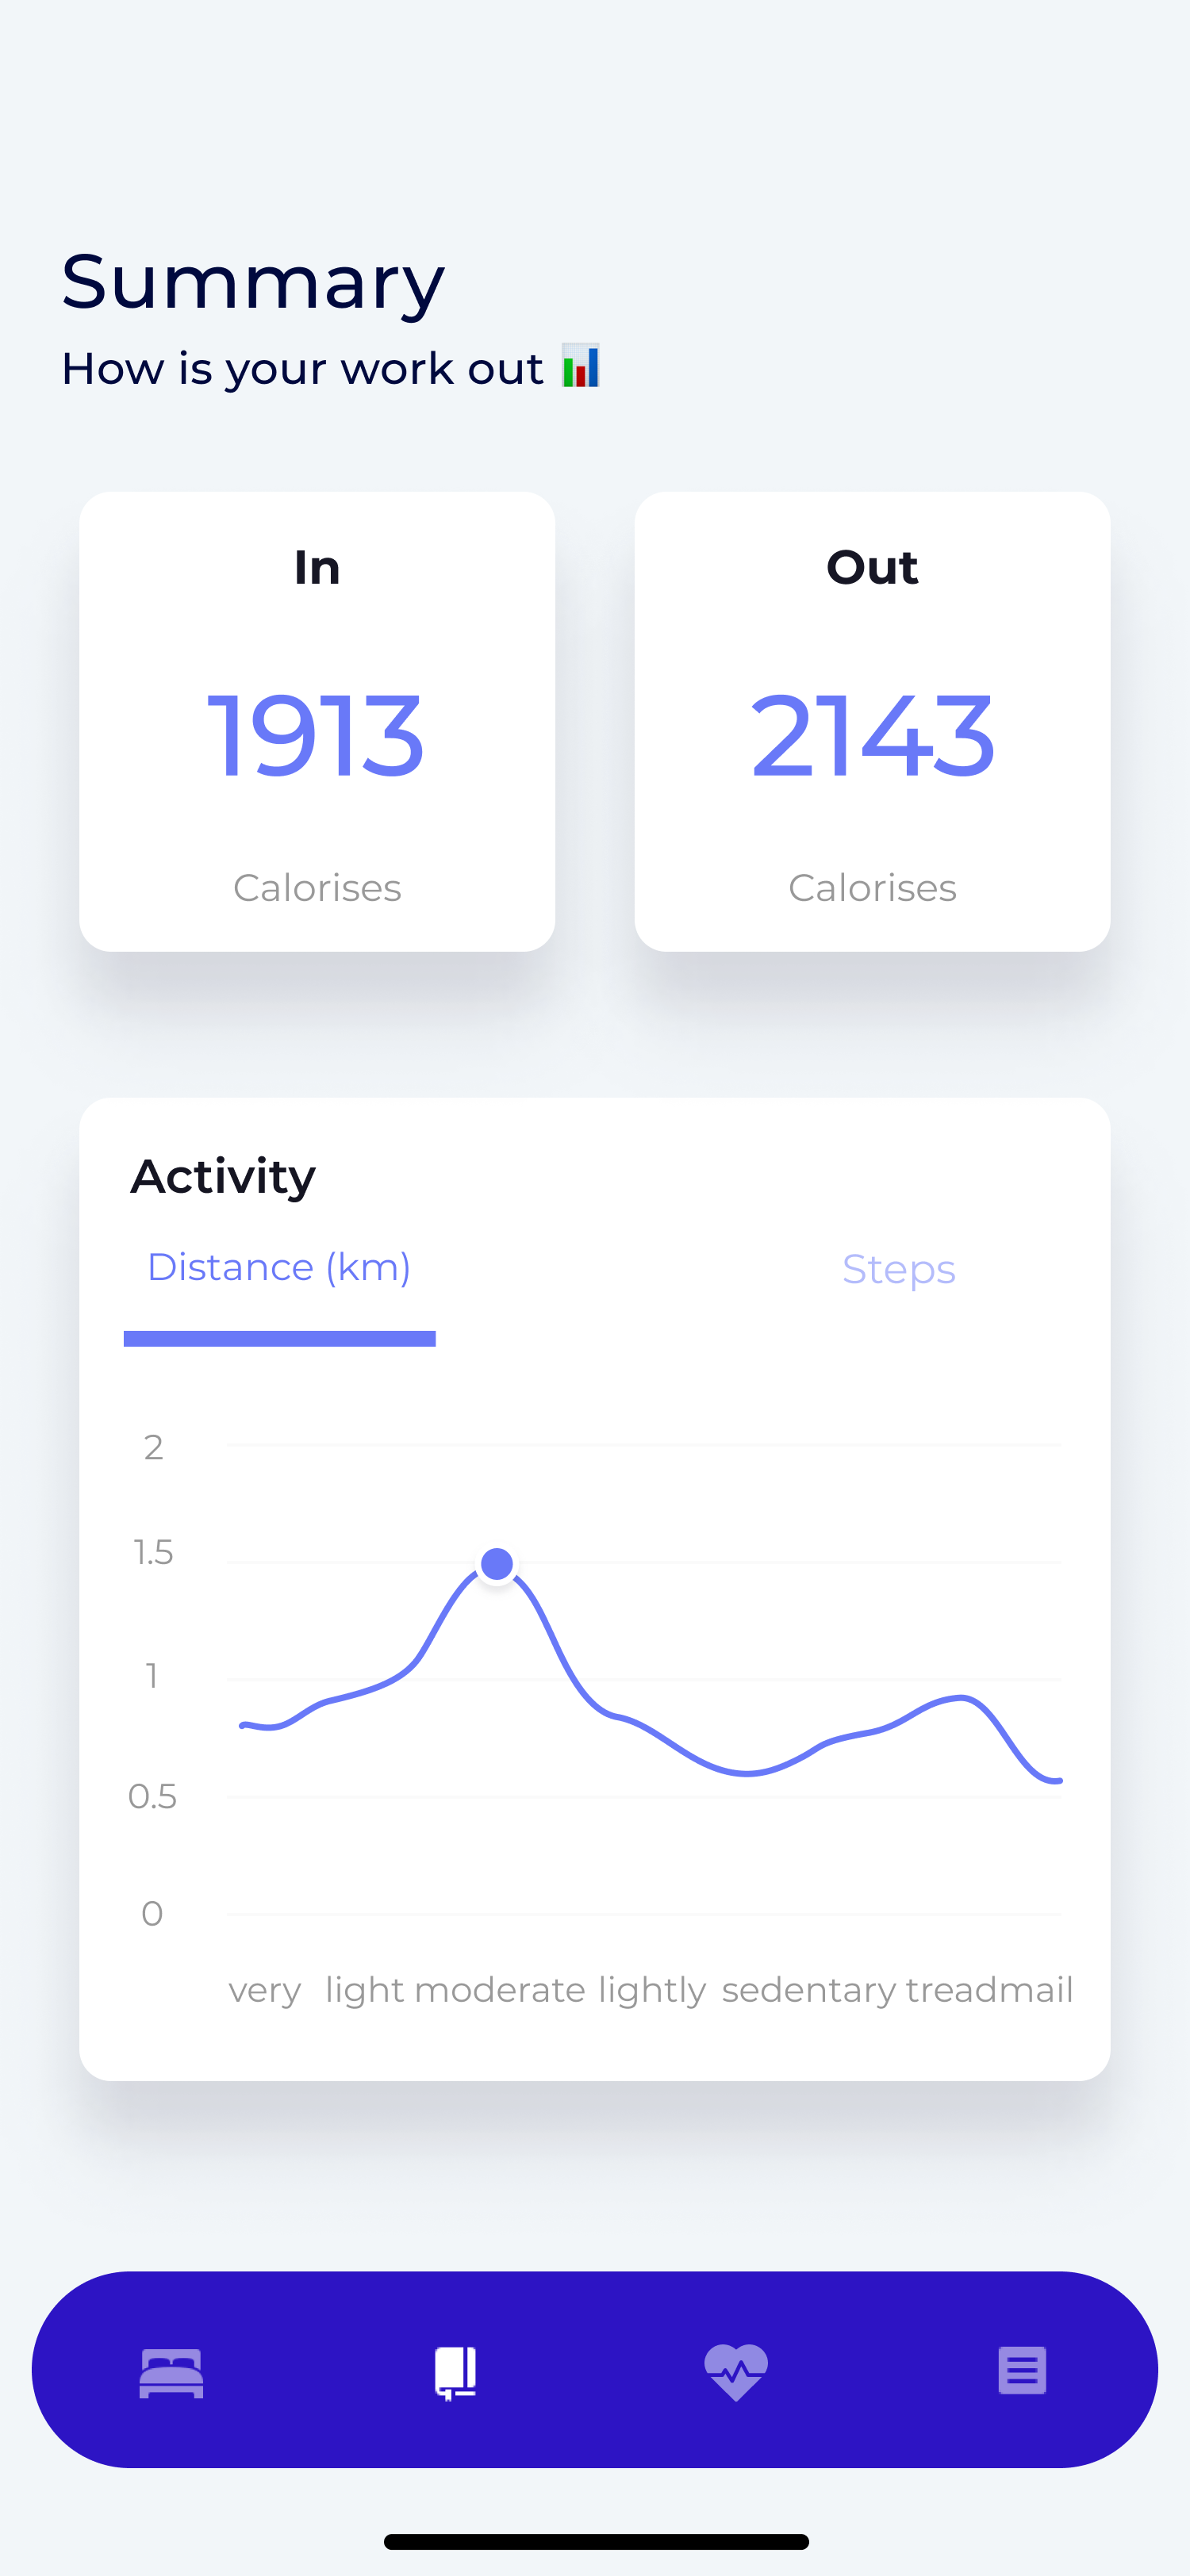 Summary
How is your work out 📊
In
Out
1913
2143
Calorises
Calorises
Activity
Distance (km)
Steps
2
1.5
1
0.5
0
very light moderate lightly sedentary treadmail